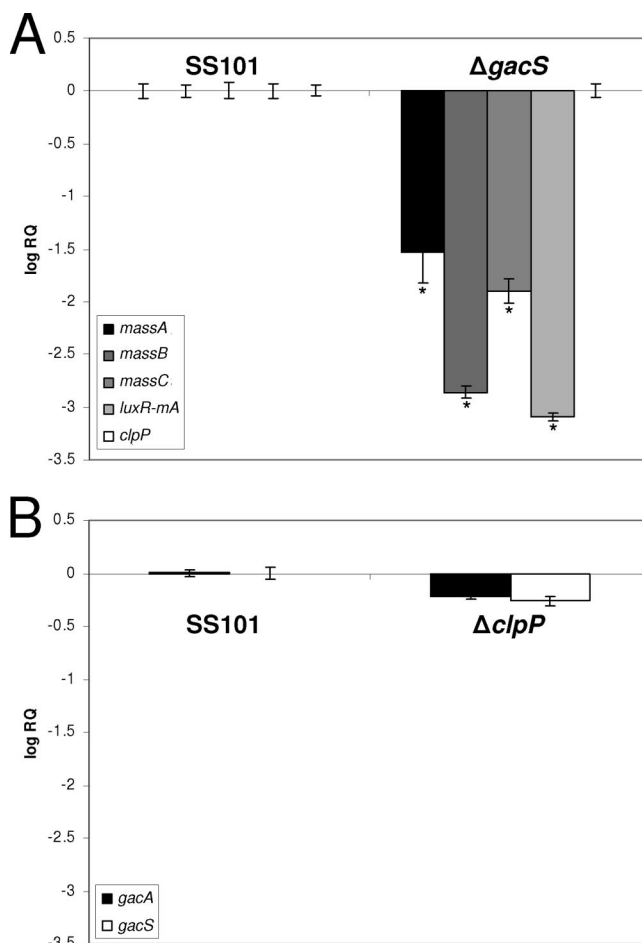 A
0.5
0
-0.5
-1
-1.5
-2
-2.5
-3
-3.5
log RQ
SS101
ΔgacS
*
*
*
*
massA
massB
massC
luxR-mA
clpP
B
0.5
0
-0.5
-1
-1.5
-2
-2.5
-3
-3.5
log RQ
SS101
ΔclpP
gacA
gacS